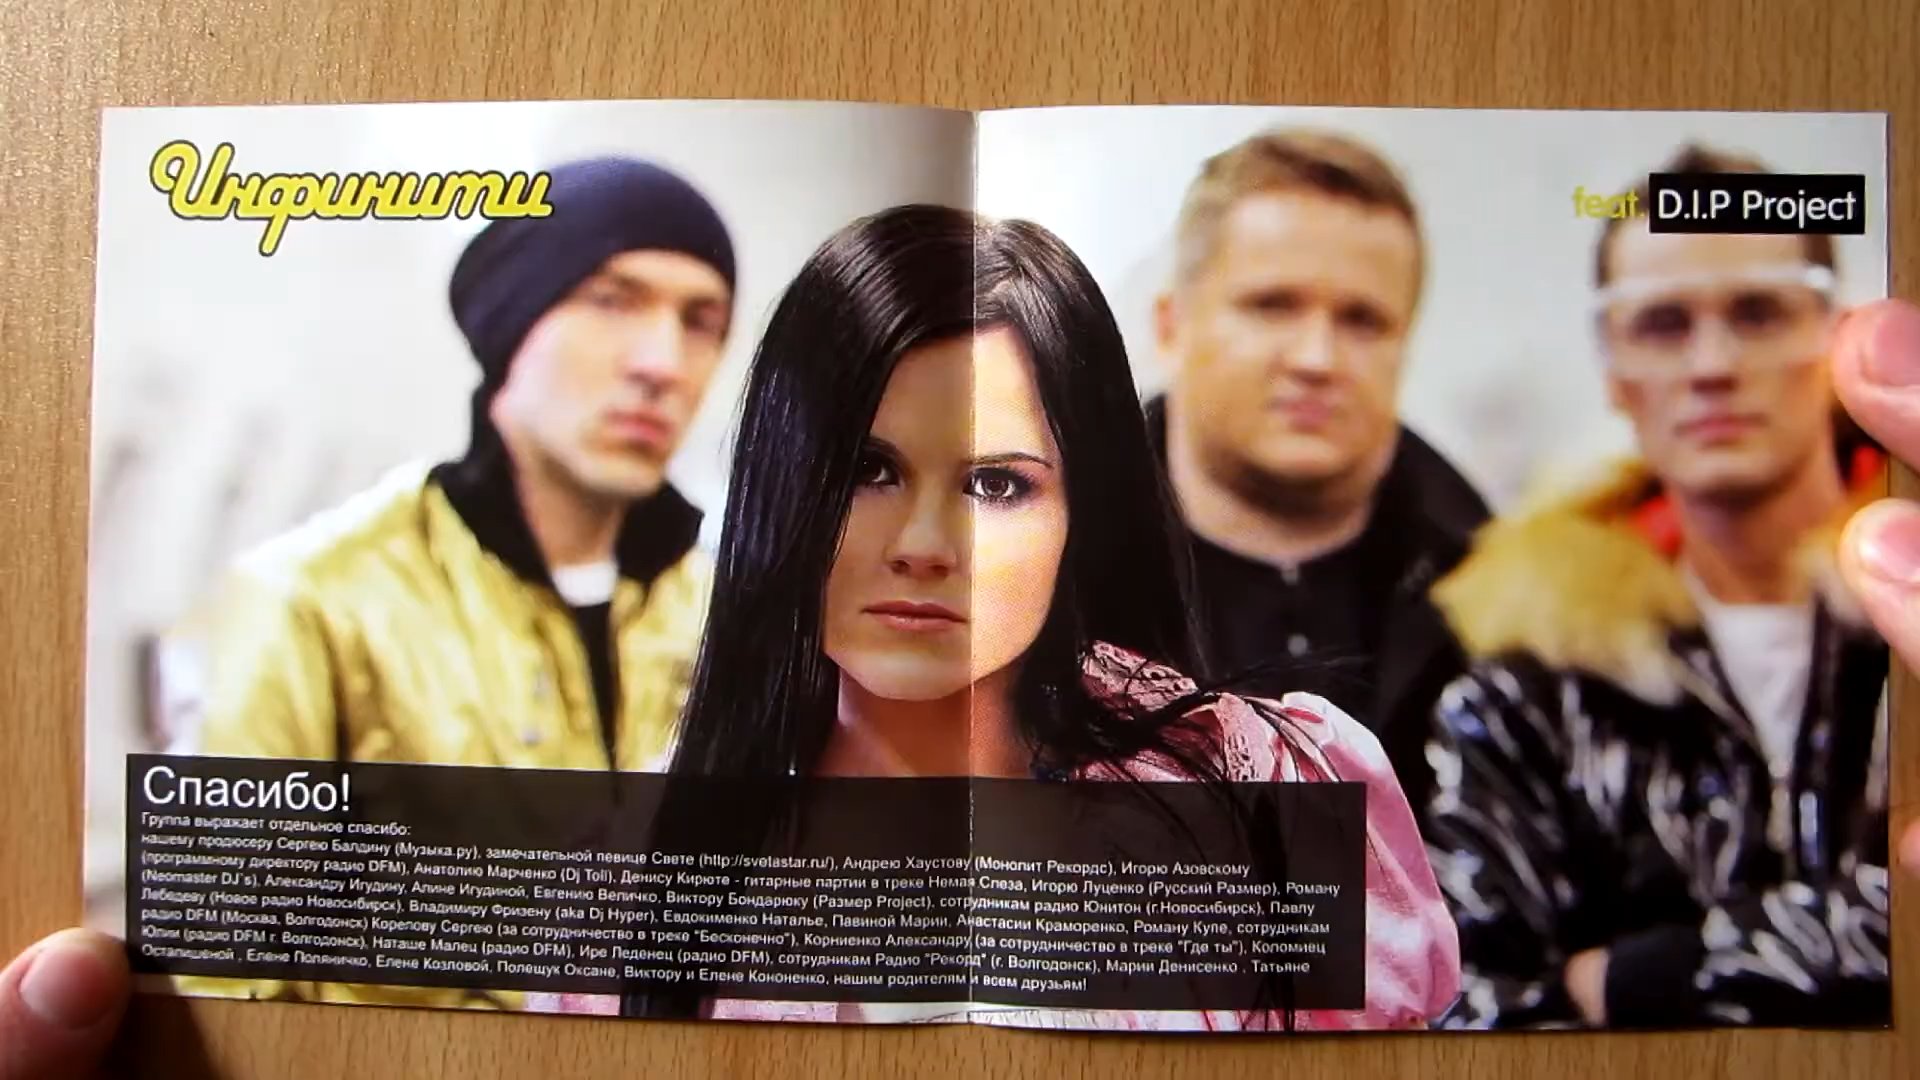 Инфинити
feat. D.I.P Project
Спасибо!
Группа выражает отдельное спасибо:
нашему продюсеру Сергею Балдину (Музыка.ру), замечательной певице Свете (http://svetastar.ru/), Андрею Хаустову (Монолит Рекордс), Игорю Азовскому
(программному директору радио DFM), Анатолию Марченко (Dj Toll), Денису Кирюте - гитарные партии в треке Немая Слеза, Игорю Луценко (Русский Размер), Роману
(Neomaster DJ`s), Александру Игудину, Алине Игудиной, Евгению Величко, Виктору Бондарюку (Размер Project), сотрудникам радио Юнитон (г.Новосибирск), Павлу
Лебедеву (Новое радио Новосибирск), Владимиру Фризену (aka Dj Hyper), Евдокименко Наталье, Павиной Марии, Анастасии Краморенко, Роману Купе, сотрудникам
радио DFM (Москва, Волгодонск) Корепову Сергею (за сотрудничество в треке "Бесконечно"), Корниенко Александру (за сотрудничество в треке "Где ты"), Коломиец
Юлии (радио DFM г. Волгодонск), Наташе Малец (радио DFM), Ире Леденец (радио DFM), сотрудникам Радио "Рекорд" (г. Волгодонск), Марии Денисенко , Татьяне
Осталишеной , Елене Поляничко, Елене Козловой, Полещук Оксане, Виктору и Елене Кононенко, нашим родителям и всем друзьям!